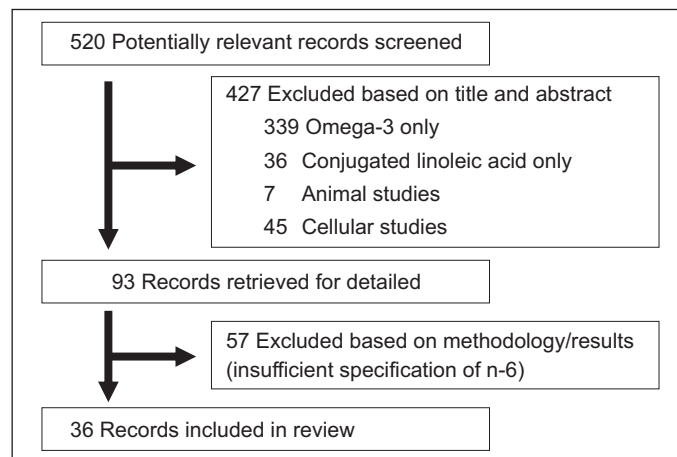 520 Potentially relevant records screened
427 Excluded based on title and abstract
339 Omega-3 only
36 Conjugated linoleic acid only
7 Animal studies
45 Cellular studies
93 Records retrieved for detailed
57 Excluded based on methodology/results
(insufficient specification of n-6)
36 Records included in review